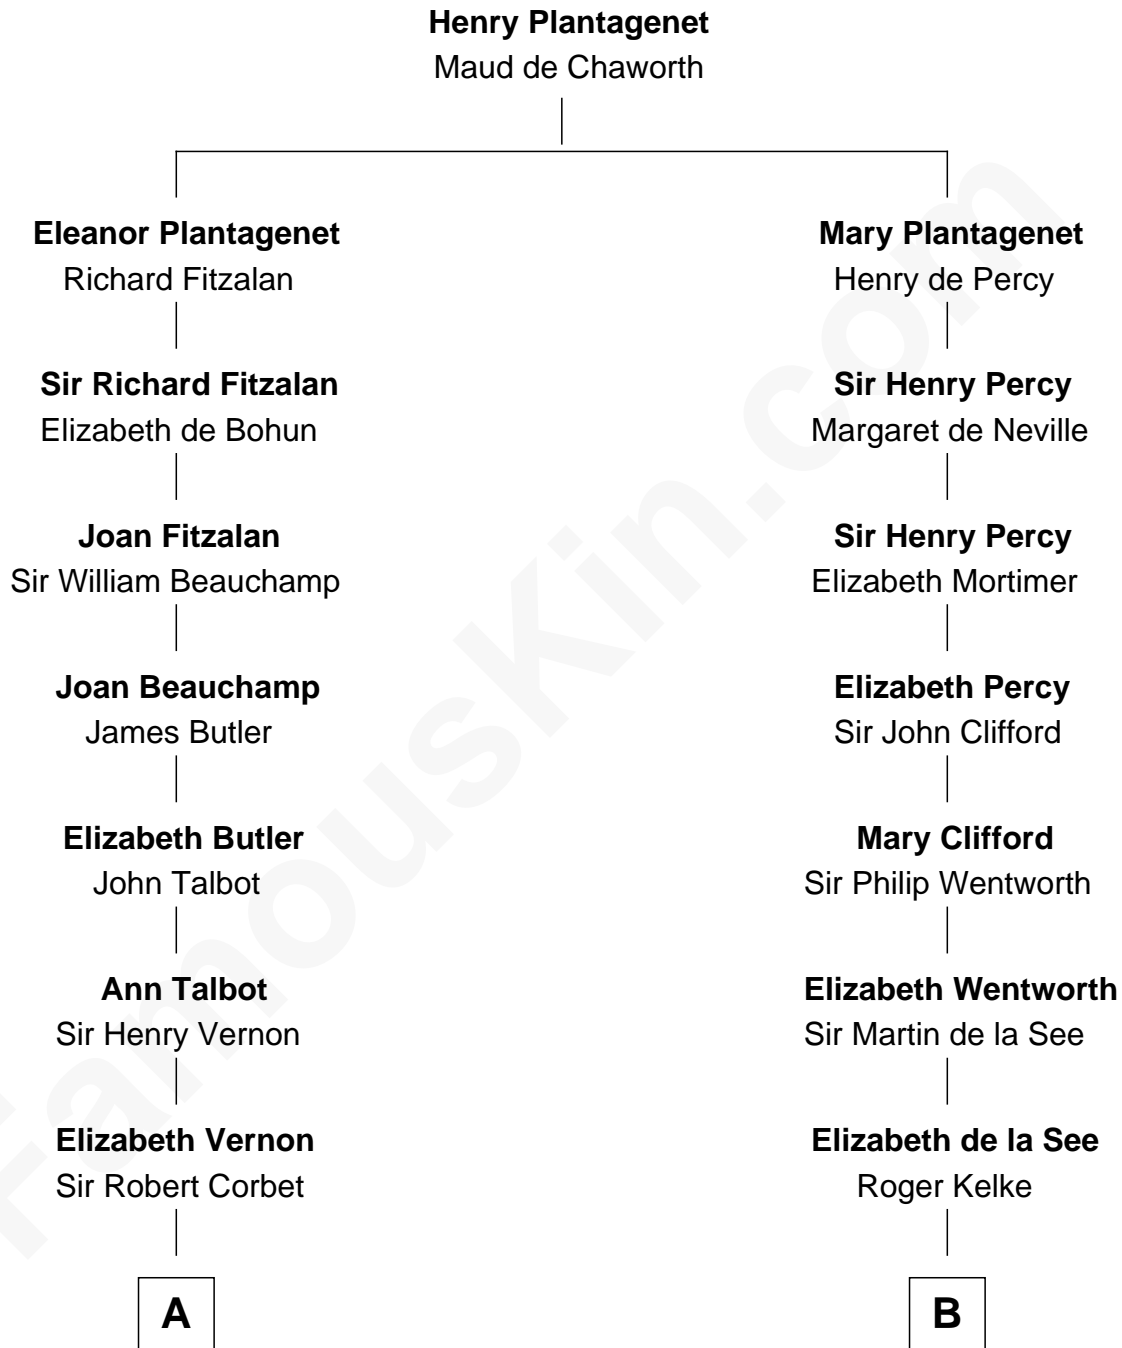 Henry Plantagenet
Maud de Chaworth
Eleanor Plantagenet
Richard Fitzalan
Mary Plantagenet
Henry de Percy
Sir Richard Fitzalan
Elizabeth de Bohun
Sir Henry Percy
Margaret de Neville
Joan Fitzalan
Sir William Beauchamp
Sir Henry Percy
Elizabeth Mortimer
Joan Beauchamp
James Butler
Elizabeth Percy
Sir John Clifford
Elizabeth Butler
John Talbot
Mary Clifford
Sir Philip Wentworth
Ann Talbot
Sir Henry Vernon
Elizabeth Wentworth
Sir Martin de la See
Elizabeth Vernon
Sir Robert Corbet
Elizabeth de la See
Roger Kelke
A
B
FamousKin.com